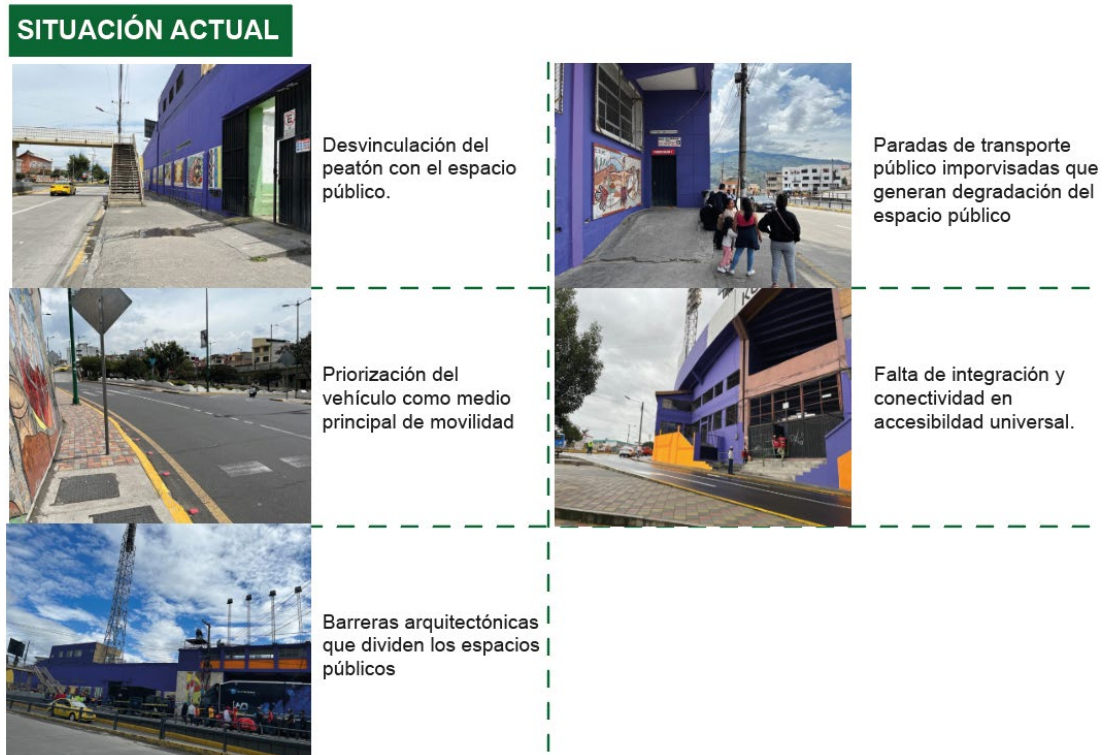 SITUACIÓN ACTUAL
Desvinculación del
peatón con el espacio
público.
Paradas de transporte
público imporvisadas que
generan degradación del
espacio público
Priorización del
vehículo como medio
principal de movilidad
Falta de integración y
conectividad en
accesibildad universal.
Barreras arquitectónicas
que dividen los espacios
públicos